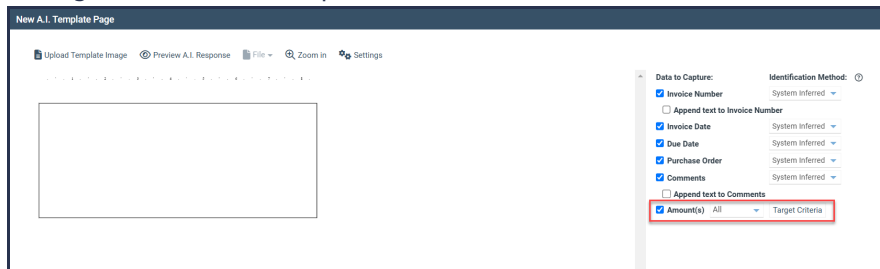 New A.I. Template Page
Upload Template Image Preview A.I. Response File Zoom in Settings
Data to Capture: Identification Method:
Invoice Number System Inferred
Append text to Invoice Number
Invoice Date System Inferred
Due Date System Inferred
Purchase Order System Inferred
Comments System Inferred
Append text to Comments
Amount(s) All Target Criteria